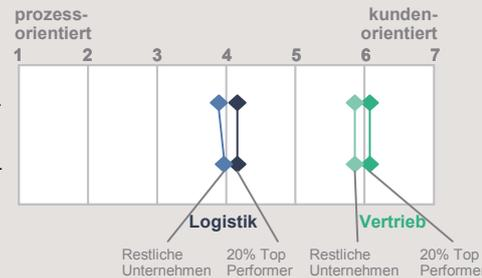 prozess- kunden-
orientiert orientiert
1 2 3 4 5 6 7
Logistik Vertrieb
Restliche 20% Top Restliche 20% Top
Unternehmen Performer Unternehmen Performe